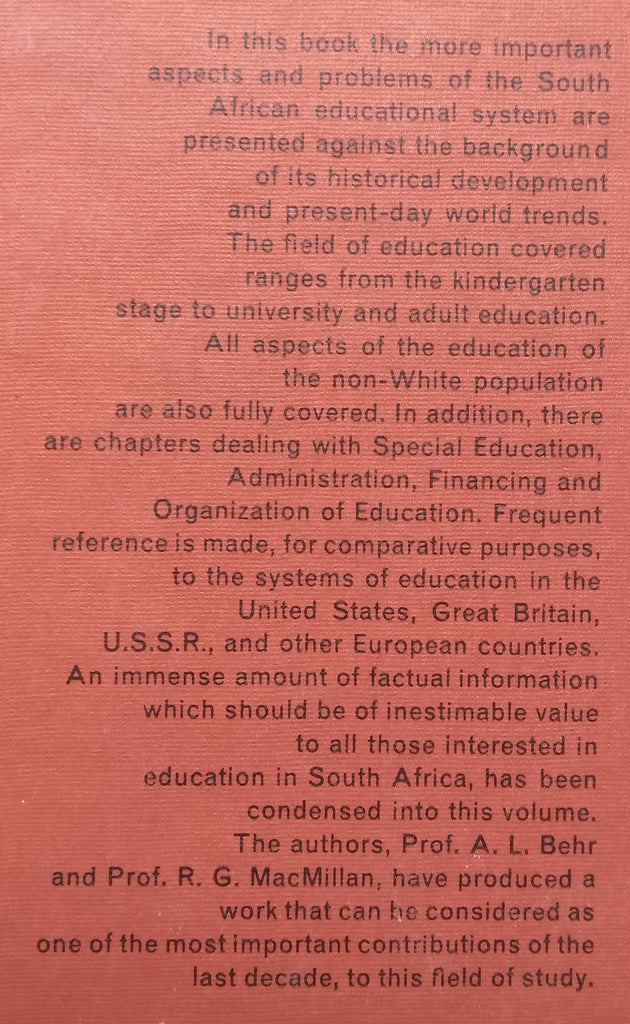 In this book the more important
aspects and problems of the South
African educational system are
presented against the background
of its historical development
and present-day world trends.
The field of education covered
ranges from the kindergarten
stage to university and adult education.
All aspects of the education of
the non-White population
are also fully covered. In addition, there
are chapters dealing with Special Education,
Administration, Financing and
Organization of Education. Frequent
reference is made, for comparative purposes,
to the systems of education in the
United States, Great Britain,
U.S.S.R., and other European countries.
An immense amount of factual information
which should be of inestimable value
to all those interested in
education in South Africa, has been
condensed into this volume.
The authors, Prof. A. L. Behr
and Prof. R. G. MacMillan, have produced a
work that can be considered as
one of the most important contributions of the
last decade, to this field of study.